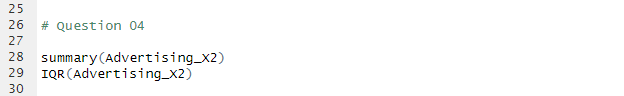 25
26 # Question 04
27
28 summary(Advertising_X2)
29 IQR(Advertising_X2)
30